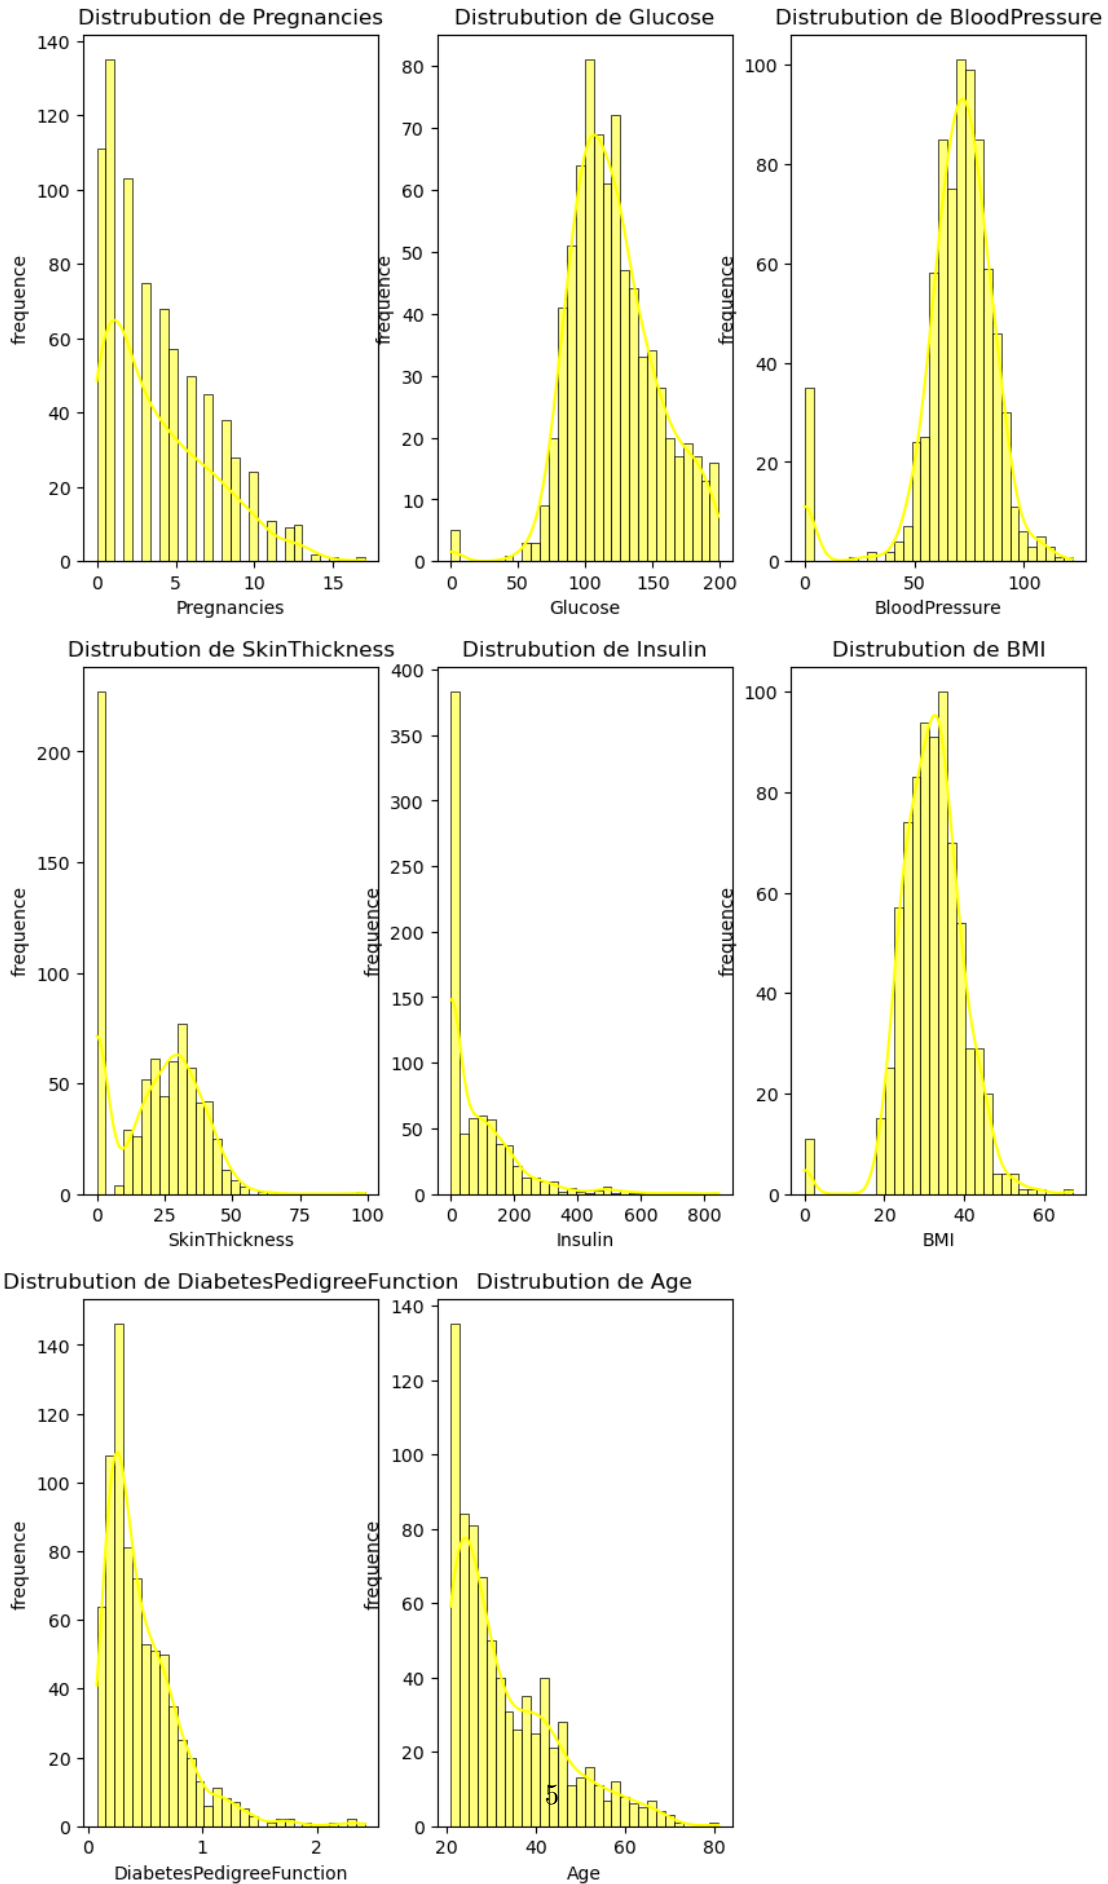 Distrubution de Pregnancies
140
120
100
80
60
40
20
0
frequence
0 5 10 15
Pregnancies
Distrubution de Glucose
80
70
60
50
40
30
20
10
0
frequence
0 50 100 150 200
Glucose
Distrubution de BloodPressure
100
80
60
40
20
0
frequence
0 50 100
BloodPressure
Distrubution de SkinThickness
200
150
100
50
0
frequence
0 25 50 75 100
SkinThickness
Distrubution de Insulin
400
350
300
250
200
150
100
50
0
frequence
0 200 400 600 800
Insulin
Distrubution de BMI
100
80
60
40
20
0
frequence
0 20 40 60
BMI
Distrubution de DiabetesPedigreeFunction
140
120
100
80
60
40
20
0
frequence
0 1 2
DiabetesPedigreeFunction
Distrubution de Age
140
120
100
80
60
40
20
0
frequence
20 40 60 80
Age
5